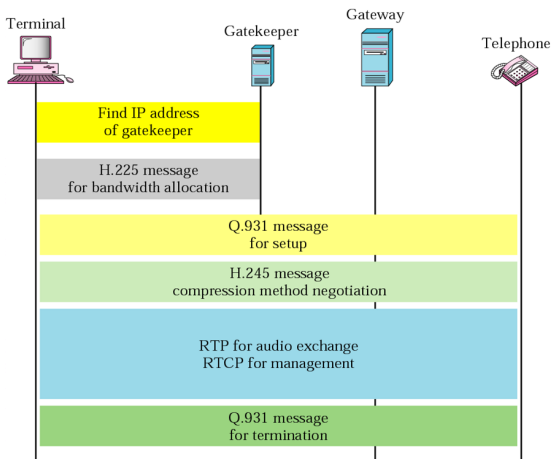 Terminal
Gatekeeper
Gateway
Telephone
Find IP address
of gatekeeper
H.225 message
for bandwidth allocation
Q.931 message
for setup
H.245 message
compression method negotiation
RTP for audio exchange
RTCP for management
Q.931 message
for termination